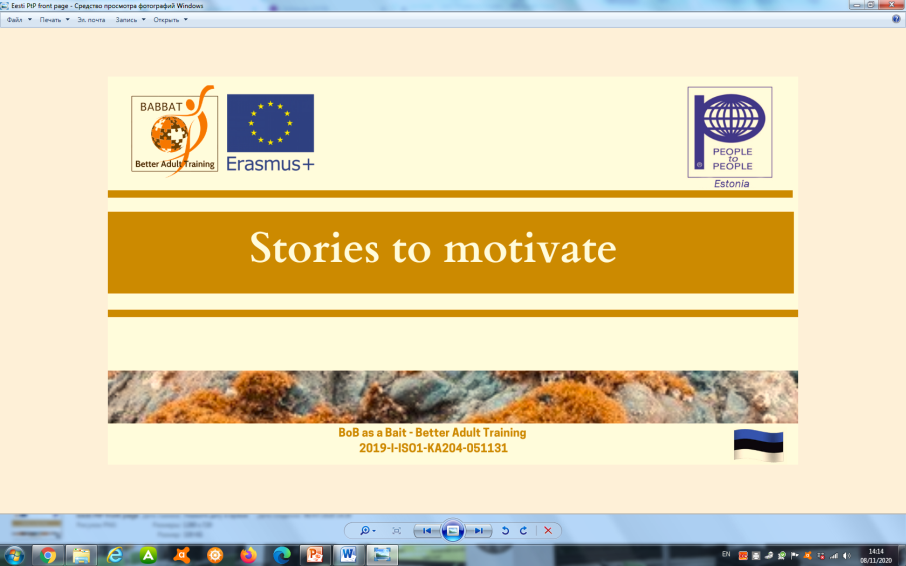 Eesti PtP front page - Средство просмотра фотографий Windows
Файл Печать Эл. почта Запись Открыть
BABBAT
Better Adult Training
Erasmus+
PEOPLE
to
PEOPLE
Estonia
Stories to motivate
BoB as a Bait - Better Adult Training
2019-I-ISO1-KA204-051131
EN
14:14
08/11/2020